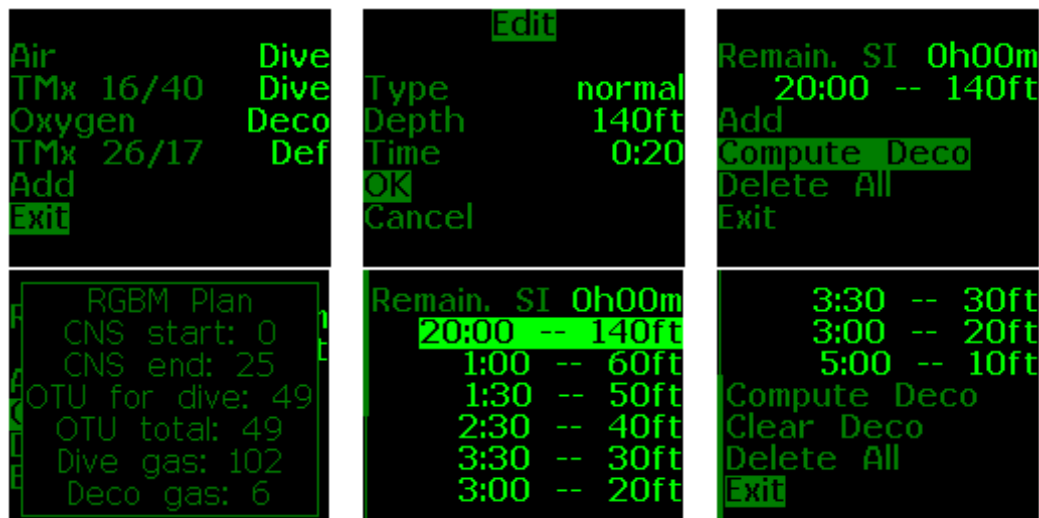 Air Dive
TMx 16/40 Dive
Oxygen Deco
TMx 26/17 Def
Add
Exit
Edit
Type normal
Depth 140ft
Time 0:20
OK
Cancel
Remain. SI 0h00m
20:00 -- 140ft
Add
Compute Deco
Delete All
Exit
RGBM Plan
CNS start: 0
CNS end: 25
OTU for dive: 49
OTU total: 49
Dive gas: 102
Deco gas: 6
Remain. SI 0h00m
20:00 -- 140ft
1:00 -- 60ft
1:30 -- 50ft
2:30 -- 40ft
3:30 -- 30ft
3:00 -- 20ft
3:30 -- 30ft
3:00 -- 20ft
5:00 -- 10ft
Compute Deco
Clear Deco
Delete All
Exit